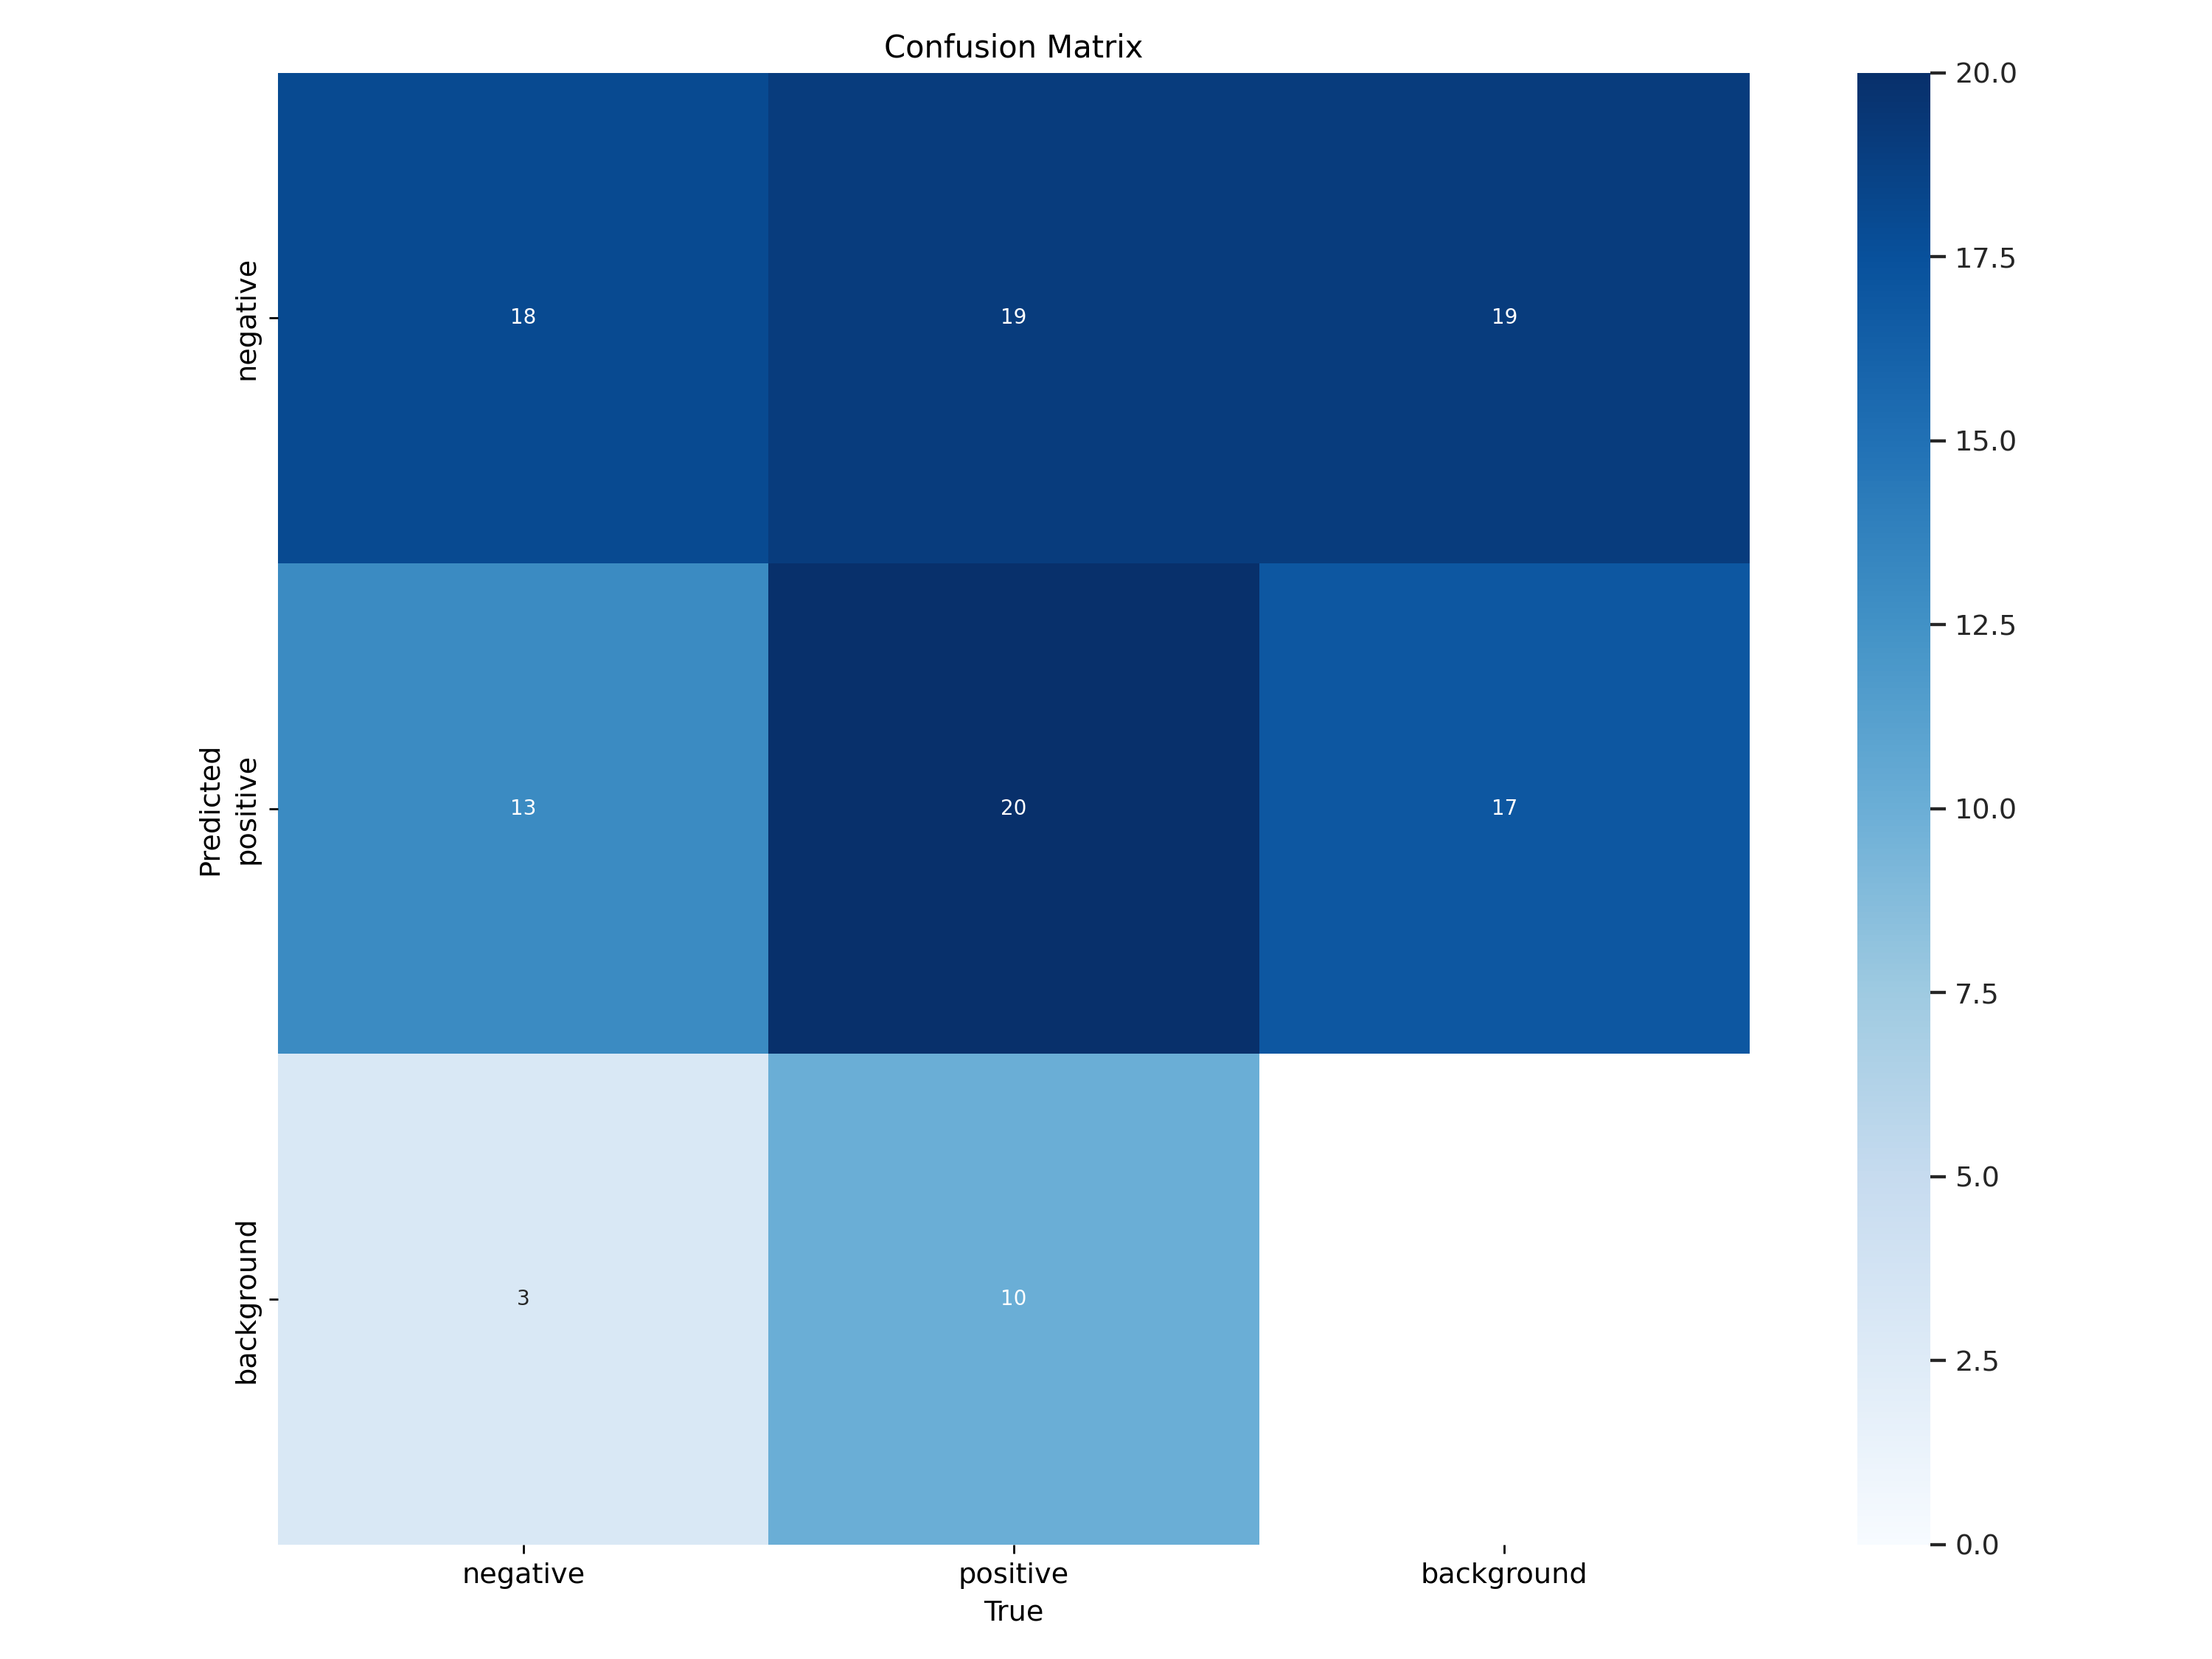 Confusion Matrix
20.0
17.5
15.0
12.5
10.0
7.5
5.0
2.5
0.0
Predicted
negative
18 19 19
positive
13 20 17
background
3 10
negative positive background
True